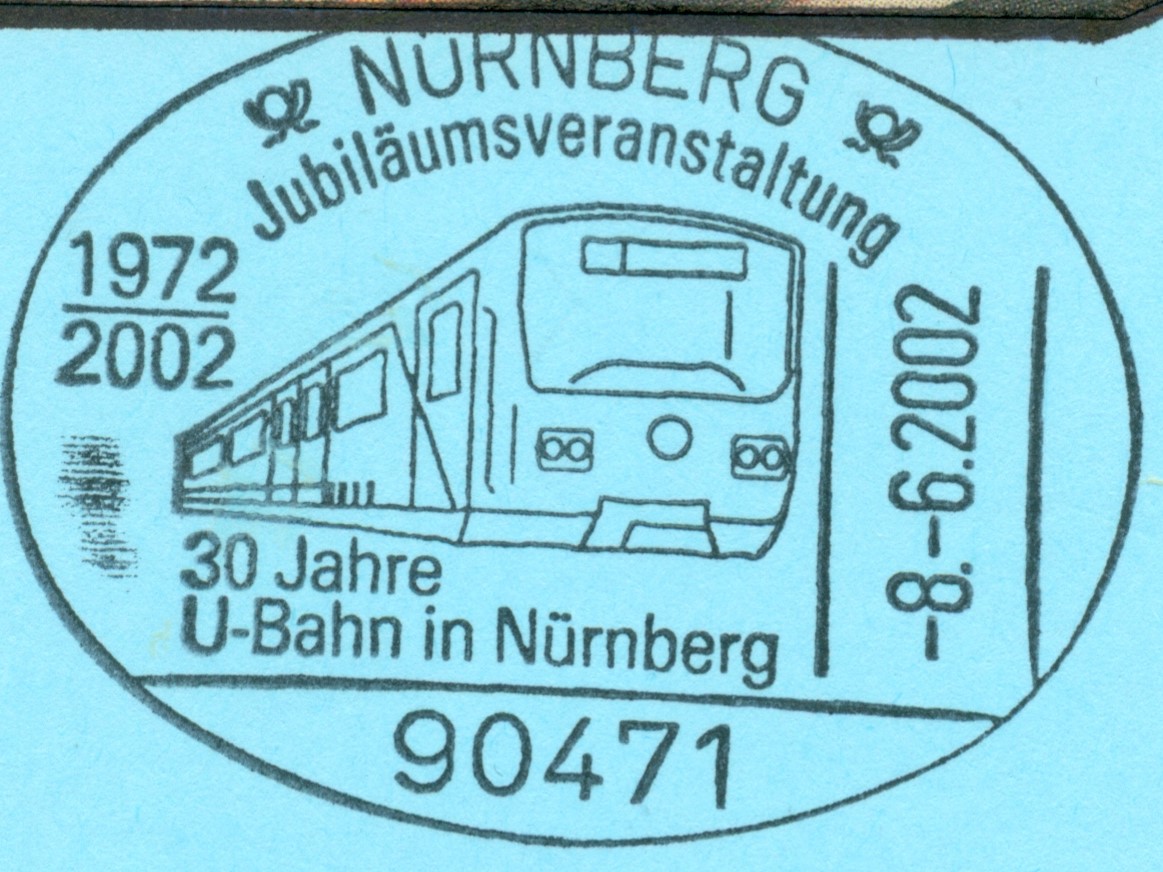 NÜRNBERG
Jubiläumsveranstaltung
1972
2002
-8.-6.2002
30 Jahre
U-Bahn in Nürnberg
90471